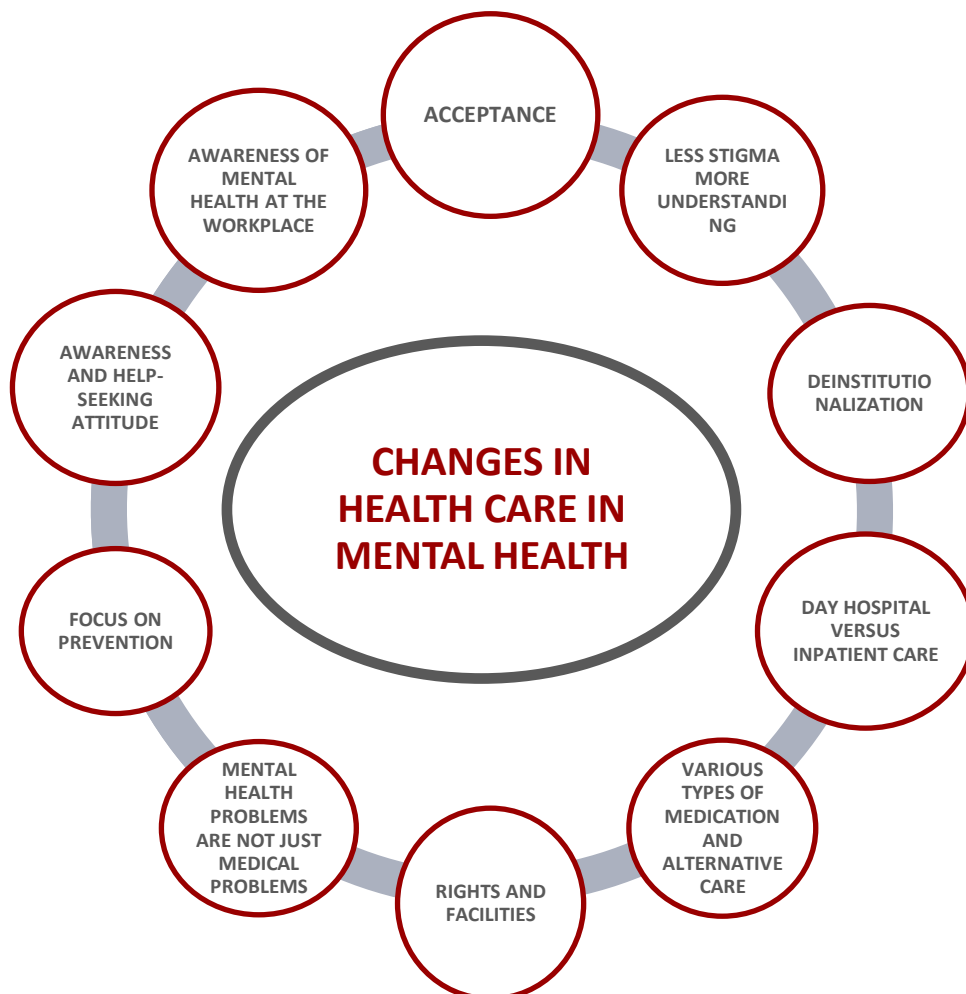 ACCEPTANCE
LESS STIGMA
MORE
UNDERSTANDI
NG
DEINSTITUTIO
NALIZATION
DAY HOSPITAL
VERSUS
INPATIENT CARE
VARIOUS
TYPES OF
MEDICATION
AND
ALTERNATIVE
CARE
RIGHTS AND
FACILITIES
MENTAL
HEALTH
PROBLEMS
ARE NOT JUST
MEDICAL
PROBLEMS
FOCUS ON
PREVENTION
AWARENESS
AND HELP-
SEEKING
ATTITUDE
AWARENESS OF
MENTAL
HEALTH AT THE
WORKPLACE
CHANGES IN
HEALTH CARE IN
MENTAL HEALTH